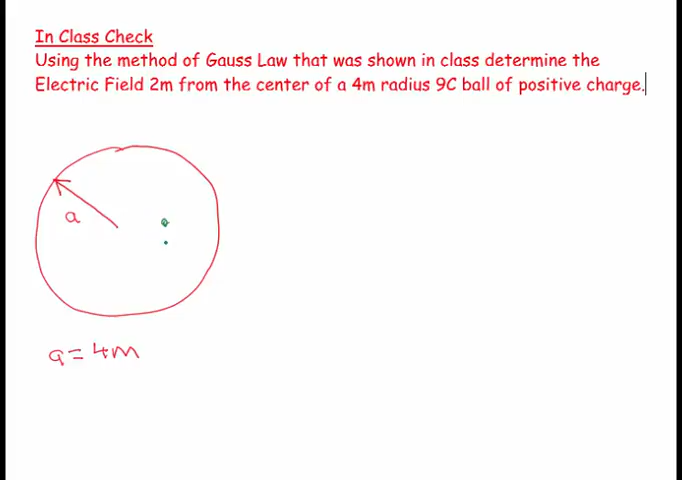 In Class Check
Using the method of Gauss Law that was shown in class determine the
Electric Field 2m from the center of a 4m radius 9C ball of positive charge.
a
a = 4m